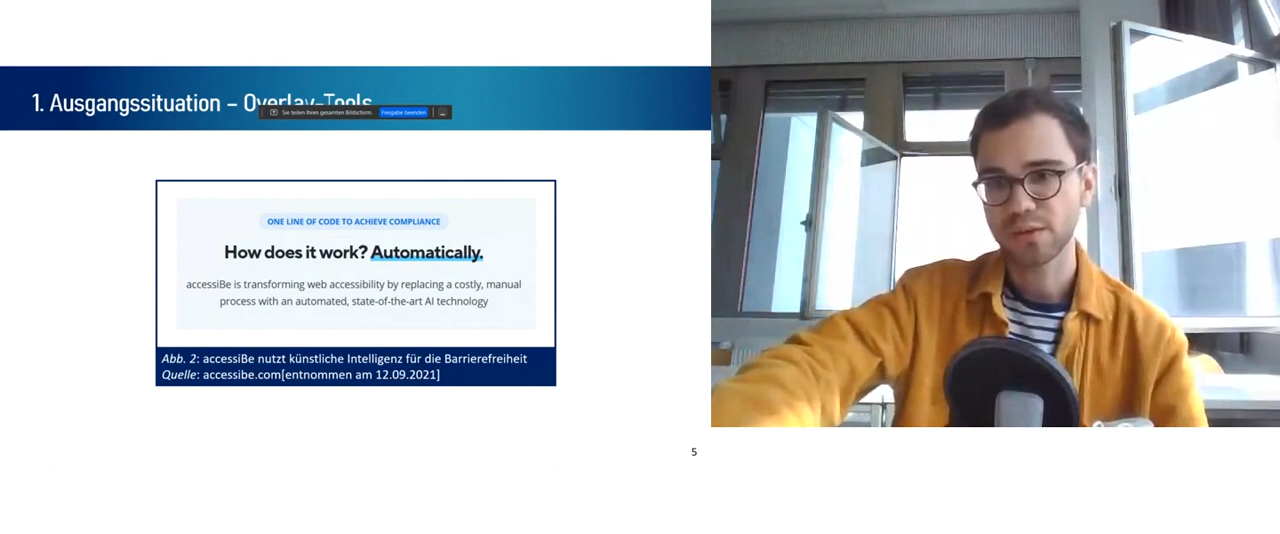 1. Ausgangssituation – Overlay-Tools
Sie teilen Ihren gesamten Bildschirm. Freigabe beenden
ONE LINE OF CODE TO ACHIEVE COMPLIANCE
How does it work? Automatically.
accessiBe is transforming web accessibility by replacing a costly, manual
process with an automated, state-of-the-art AI technology
Abb. 2: accessiBe nutzt künstliche Intelligenz für die Barrierefreiheit
Quelle: accessibe.com[entnommen am 12.09.2021]
5